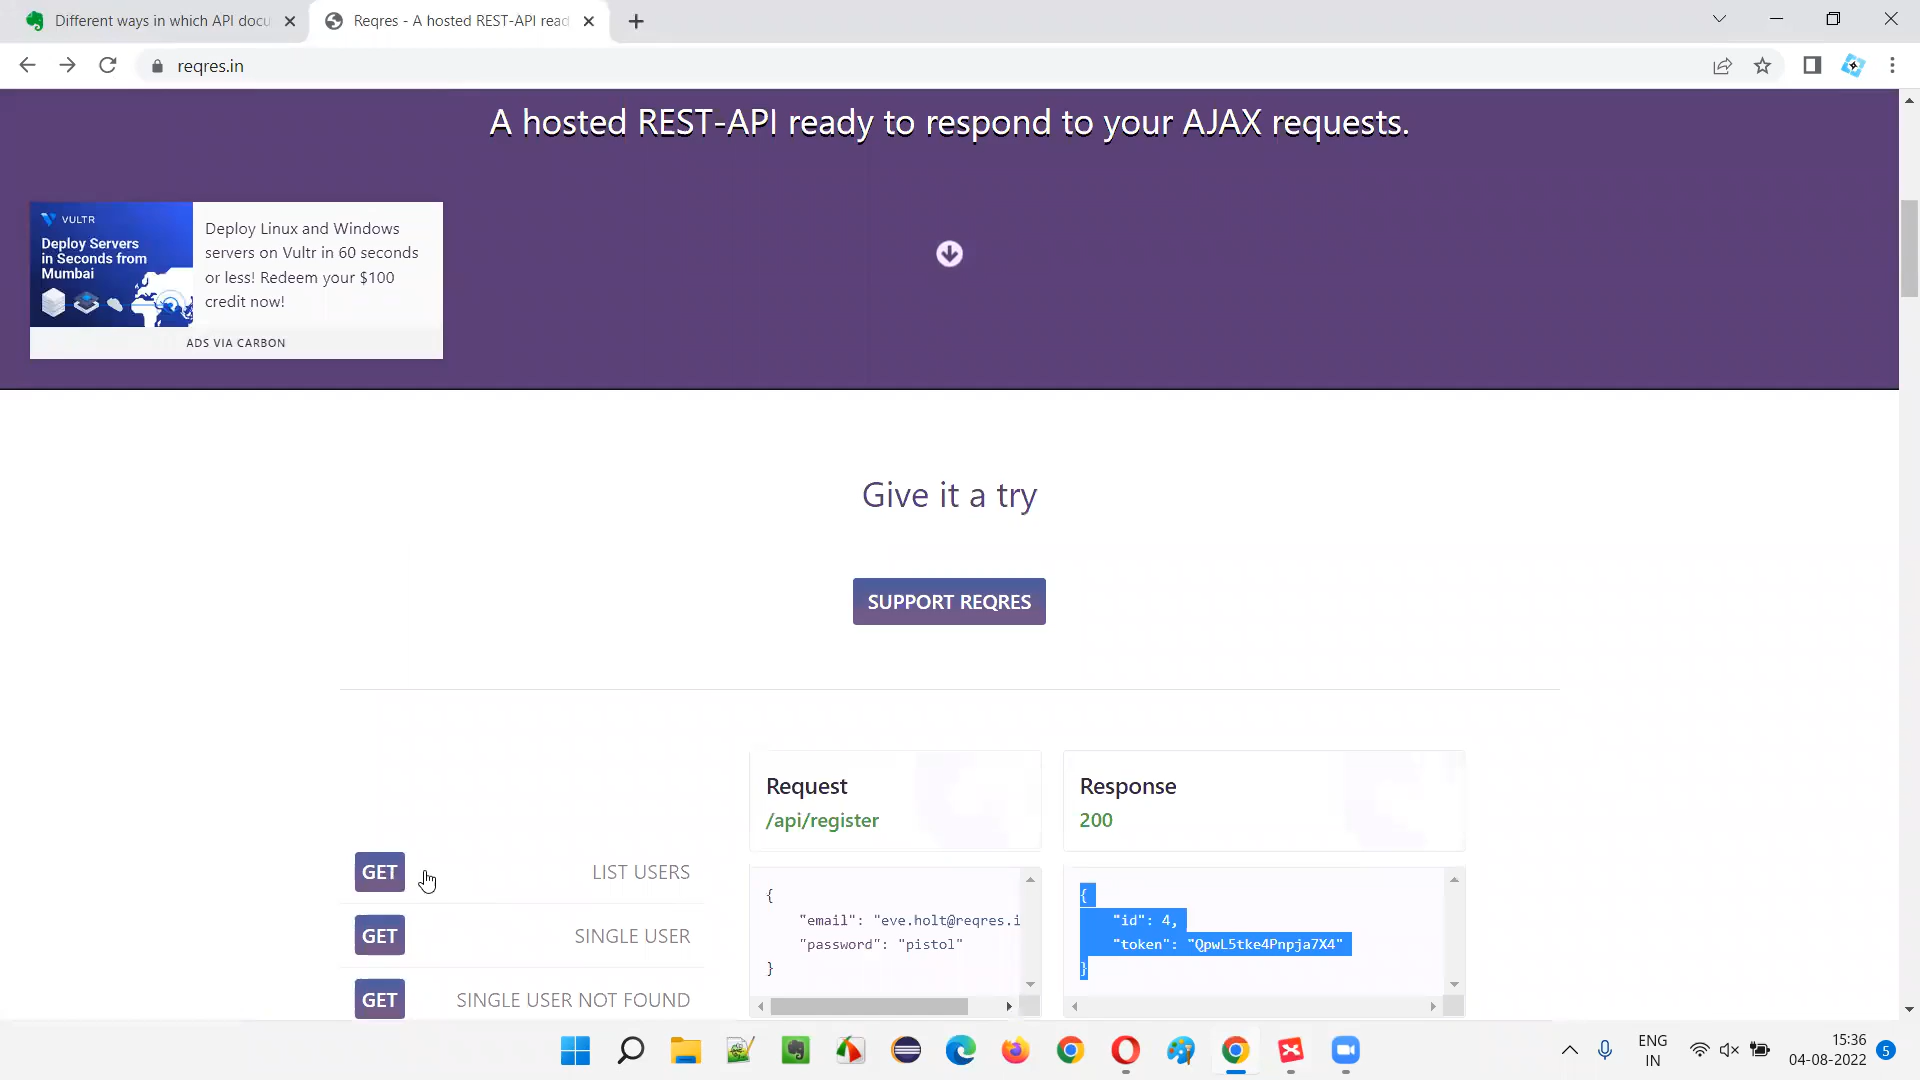 Different ways in which API docu
Reqres - A hosted REST-API read
reqres.in
A hosted REST-API ready to respond to your AJAX requests.
VULTR
Deploy Servers
in Seconds from
Mumbai
Deploy Linux and Windows
servers on Vultr in 60 seconds
or less! Redeem your $100
credit now!
ADS VIA CARBON
Give it a try
SUPPORT REQRES
Request
/api/register
Response
200
GET LIST USERS
GET SINGLE USER
GET SINGLE USER NOT FOUND
{
"email": "eve.holt@reqres.i
"password": "pistol"
}
{
"id": 4,
"token": "QpwL5tke4Pnpja7X4"
}
ENG
IN
15:36
04-08-2022
5